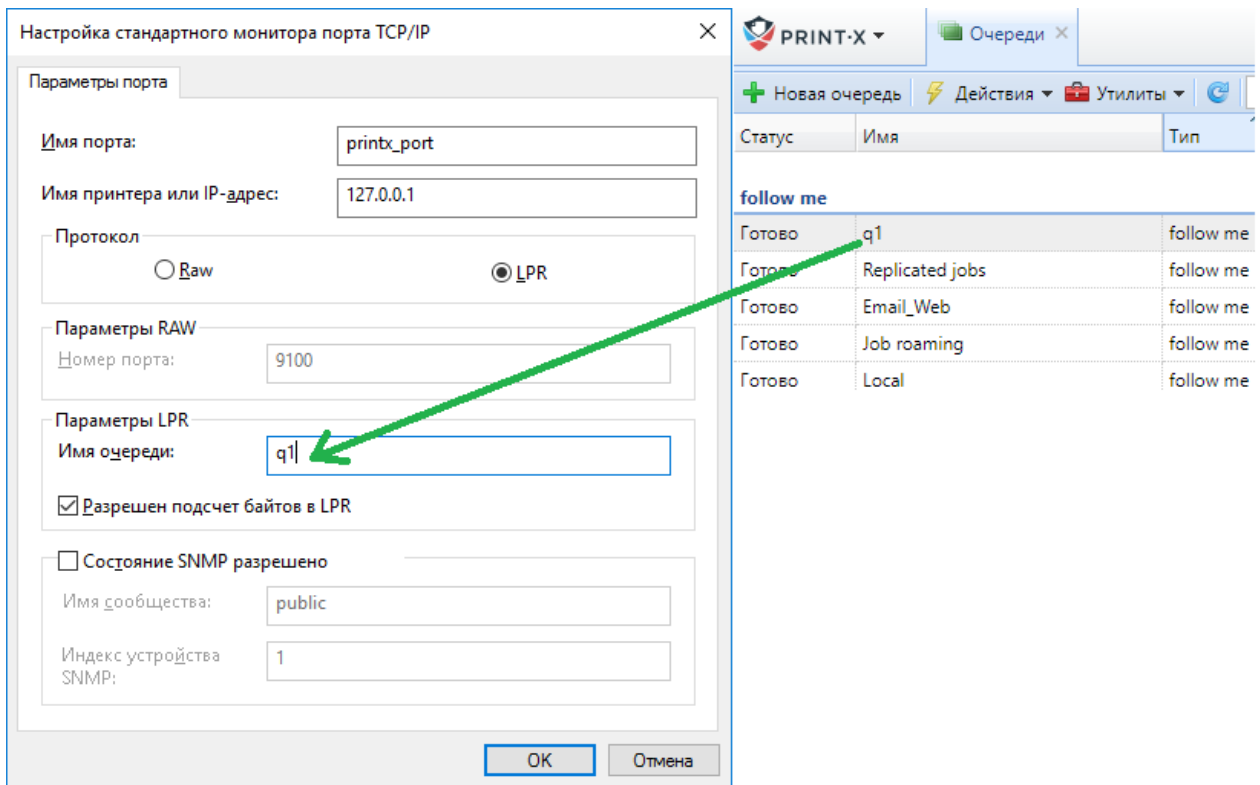 Настройка стандартного монитора порта TCP/IP
Параметры порта
Имя порта:
printx_port
Имя принтера или IP-адрес:
127.0.0.1
Протокол
Raw
LPR
Параметры RAW
Номер порта:
9100
Параметры LPR
Имя очереди:
q1
Разрешен подсчет байтов в LPR
Состояние SNMP разрешено
Имя сообщества:
public
Индекс устройства
SNMP:
1
OK
Отмена
PRINT·X
Очереди
Новая очередь
Действия
Утилиты
Статус
Имя
Тип
follow me
Готово q1 follow me
Готово Replicated jobs follow me
Готово Email_Web follow me
Готово Job roaming follow me
Готово Local follow me